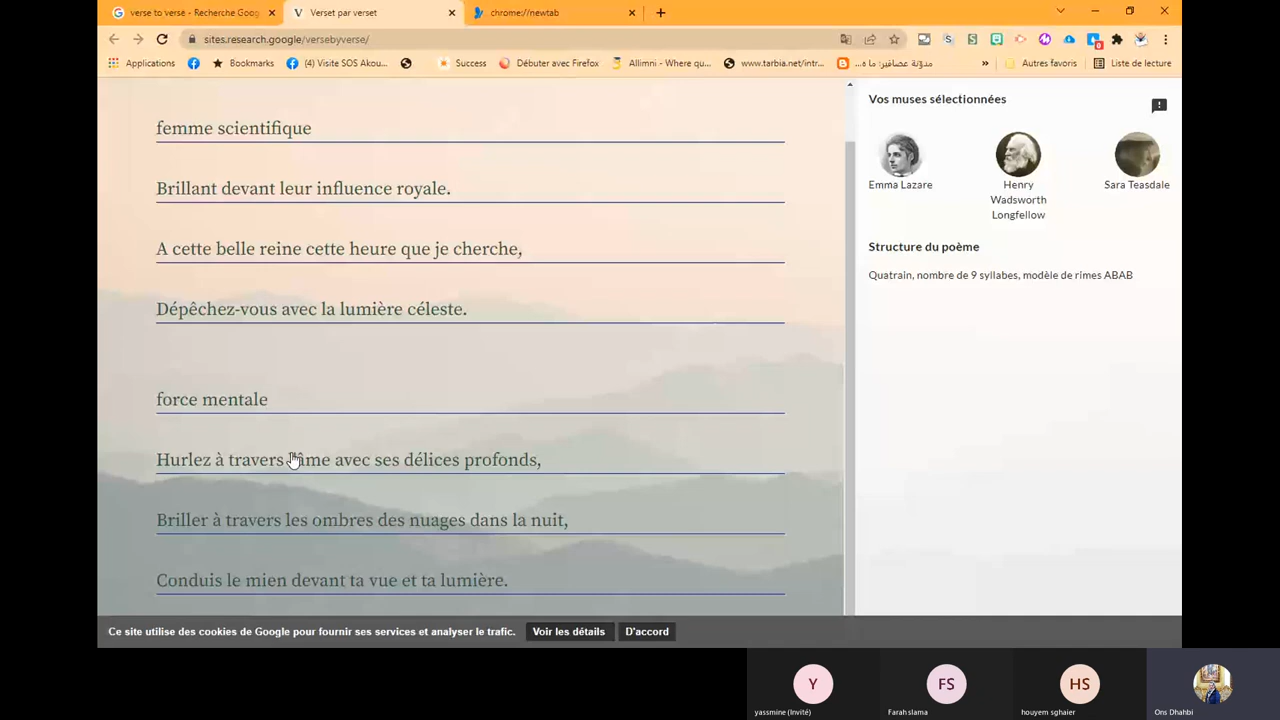 verse to verse - Recherche Goog
Verset par verset
chrome://newtab
sites.research.google/versebyverse/
Applications
Bookmarks
(4) Visite SOS Akou...
Success
Débuter avec Firefox
Allimni - Where qu...
www.tarbia.net/intr...
مدوّنة عصافير: ما ه...
»
Autres favoris
Liste de lecture
femme scientifique
Brillant devant leur influence royale.
A cette belle reine cette heure que je cherche,
Dépêchez-vous avec la lumière céleste.
force mentale
Hurlez à travers l'âme avec ses délices profonds,
Briller à travers les ombres des nuages dans la nuit,
Conduis le mien devant ta vue et ta lumière.
Vos muses sélectionnées
Emma Lazare
Henry
Wadsworth
Longfellow
Sara Teasdale
Structure du poème
Quatrain, nombre de 9 syllabes, modèle de rimes ABAB
Ce site utilise des cookies de Google pour fournir ses services et analyser le trafic.
Voir les détails
D'accord
Y
FS
HS
yassmine (Invité)
Farah slama
houyem sghaier
Ons Dhahbi